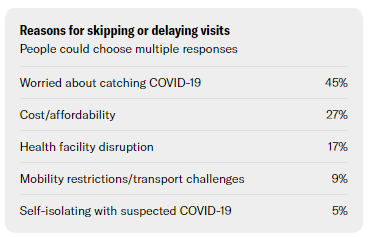 Reasons for skipping or delaying visits
People could choose multiple responses
Worried about catching COVID-19 45%
Cost/affordability 27%
Health facility disruption 17%
Mobility restrictions/transport challenges 9%
Self-isolating with suspected COVID-19 5%